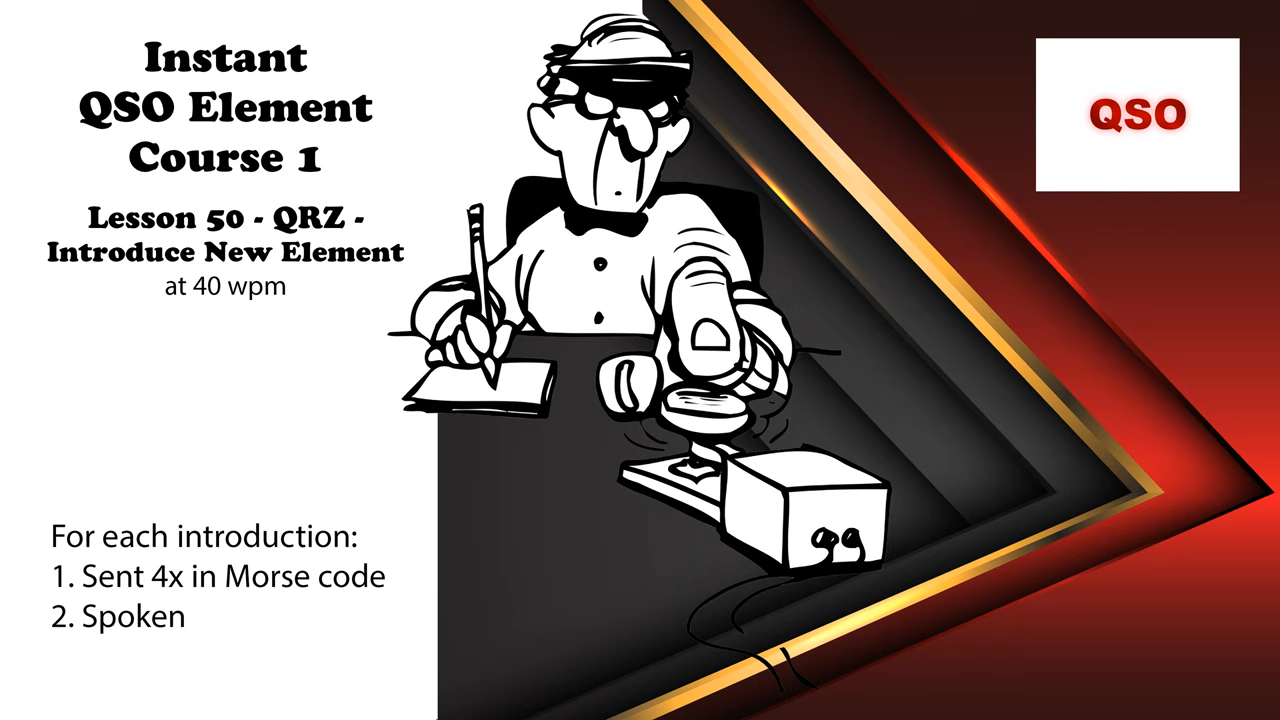 Instant
QSO Element
Course 1
Lesson 50 - QRZ -
Introduce New Element
at 40 wpm
QSO
For each introduction:
1. Sent 4x in Morse code
2. Spoken